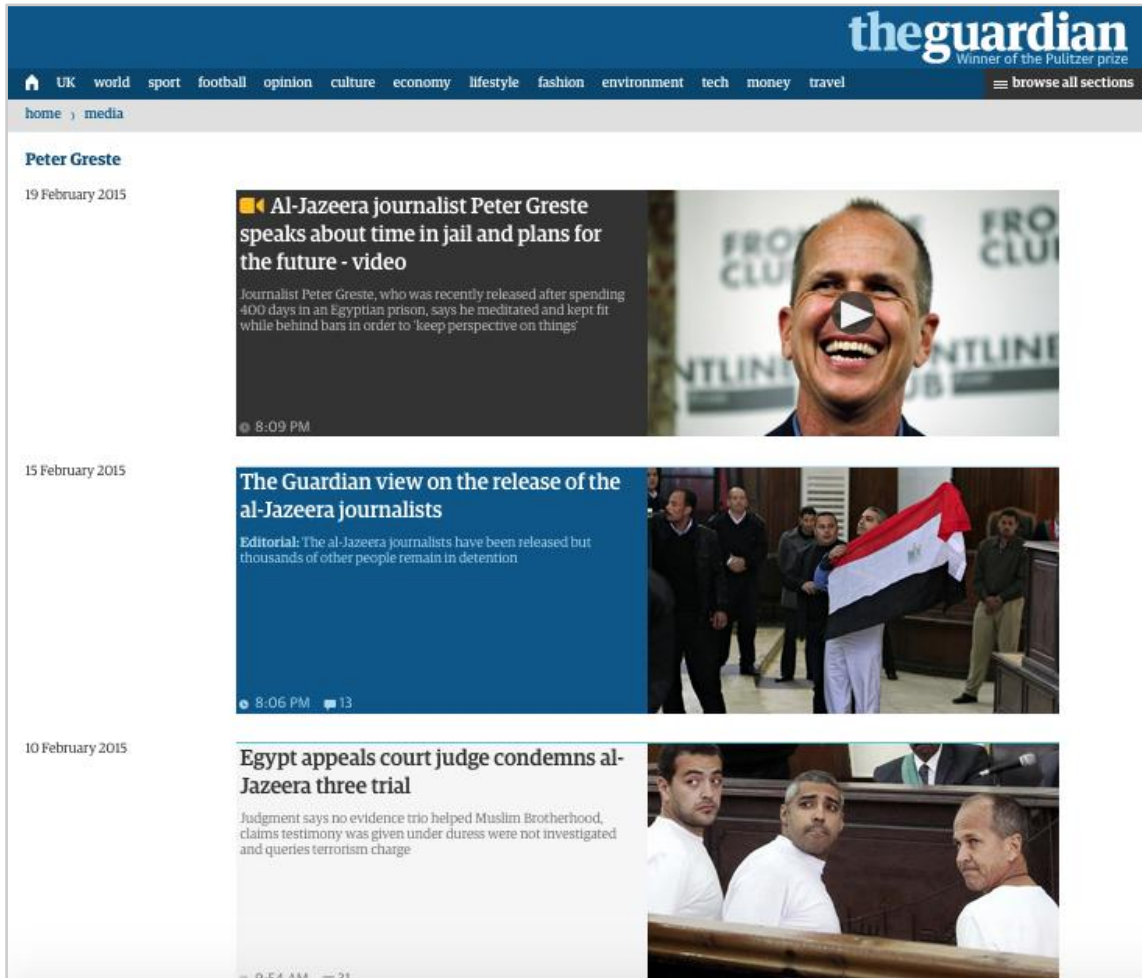 theguardian
Winner of the Pulitzer prize
UK world sport football opinion culture economy lifestyle fashion environment tech money travel browse all sections
home › media
Peter Greste
19 February 2015
Al-Jazeera journalist Peter Greste
speaks about time in jail and plans for
the future - video
Journalist Peter Greste, who was recently released after spending
400 days in an Egyptian prison, says he meditated and kept fit
while behind bars in order to 'keep perspective on things'
8:09 PM
FRO
CLUB
FRO
CLU
NTLIN
NTLINE
UB
15 February 2015
The Guardian view on the release of the
al-Jazeera journalists
Editorial: The al-Jazeera journalists have been released but
thousands of other people remain in detention
8:06 PM 13
10 February 2015
Egypt appeals court judge condemns al-
Jazeera three trial
Judgment says no evidence trio helped Muslim Brotherhood,
claims testimony was given under duress were not investigated
and queries terrorism charge